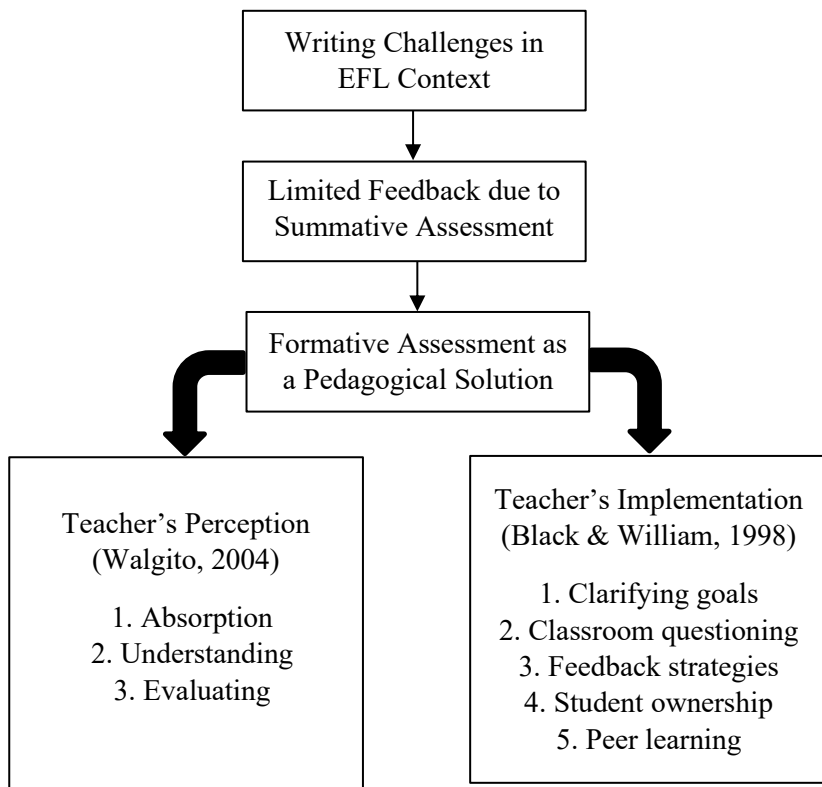 Writing Challenges in
EFL Context
Limited Feedback due to
Summative Assessment
Formative Assessment as
a Pedagogical Solution
Teacher’s Perception
(Walgito, 2004)
1. Absorption
2. Understanding
3. Evaluating
Teacher’s Implementation
(Black & William, 1998)
1. Clarifying goals
2. Classroom questioning
3. Feedback strategies
4. Student ownership
5. Peer learning